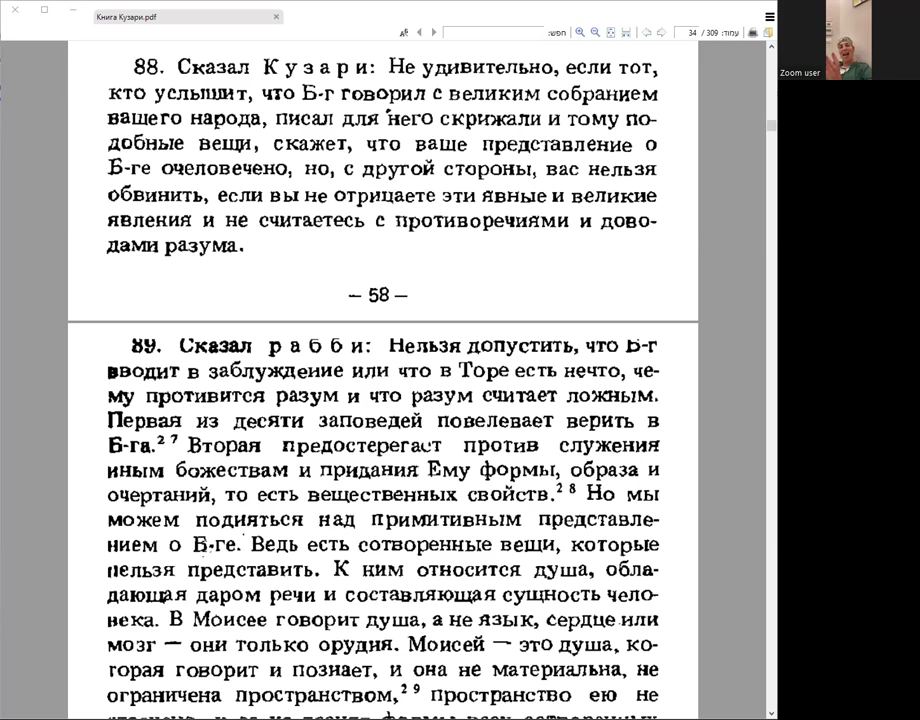 Книга Кузари.pdf
חיפוש:
34
עמוד: 309 /
Zoom user
88. Сказал Кузари: Не удивительно, если тот,
кто услышит, что Б-г говорил с великим собранием
вашего народа, писал для него скрижали и тому по-
добные вещи, скажет, что ваше представление о
Б-ге очеловечено, но, с другой стороны, вас нельзя
обвинить, если вы не отрицаете эти явные и великие
явления и не считаетесь с противоречиями и дово-
дами разума.
— 58 —
89. Сказал рабби: Нельзя допустить, что Б-г
вводит в заблуждение или что в Торе есть нечто, че-
му противится разум и что разум считает ложным.
Первая из десяти заповедей повелевает верить в
Б-га.27 Вторая предостерегает против служения
иным божествам и придания Ему формы, образа и
очертаний, то есть вещественных свойств.28 Но мы
можем подняться над примитивным представле-
нием о Б-ге. Ведь есть сотворенные вещи, которые
нельзя представить. К ним относится душа, обла-
дающая даром речи и составляющая сущность чело-
века. В Моисее говорит душа, а не язык, сердце или
мозг — они только орудия. Моисей — это душа, ко-
торая говорит и познает, и она не материальна, не
ограничена пространством,29 пространство ею не